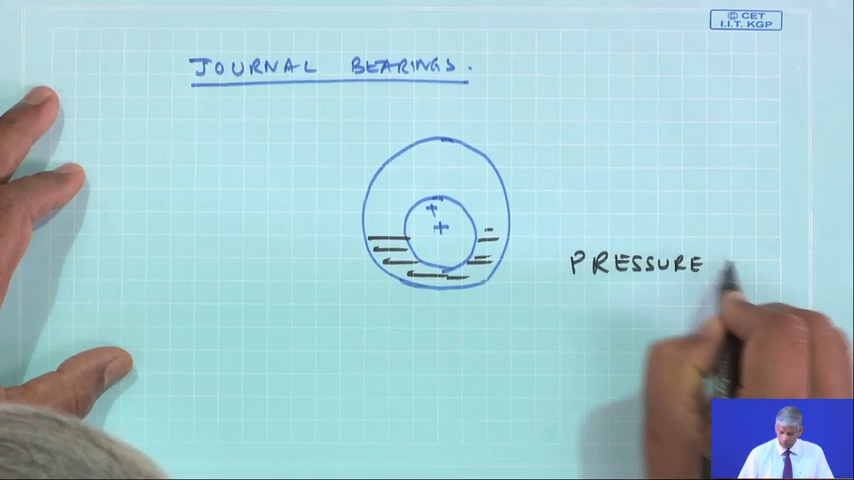 © CET
I.I.T. KGP
JOURNAL BEARINGS.
PRESSURE